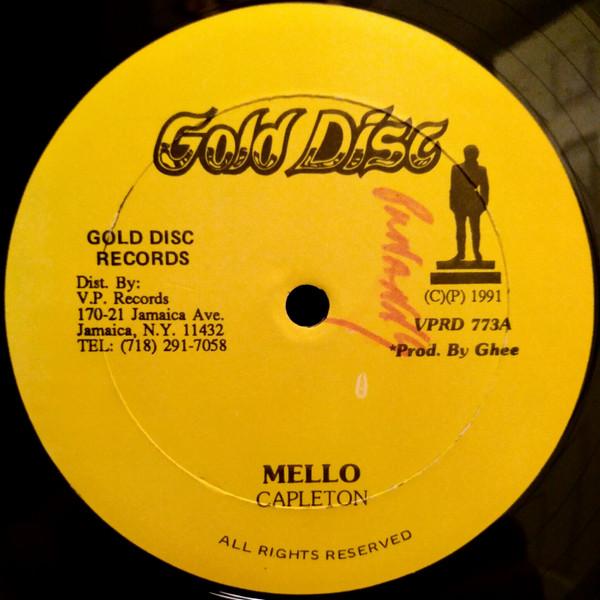 Gold Disc
GOLD DISC
RECORDS
Dist. By:
V.P. Records
170-21 Jamaica Ave.
Jamaica, N.Y. 11432
TEL: (718) 291-7058
(C)(P) 1991
VPRD 773A
*Prod. By Ghee
MELLO
CAPLETON
ALL RIGHTS RESERVED